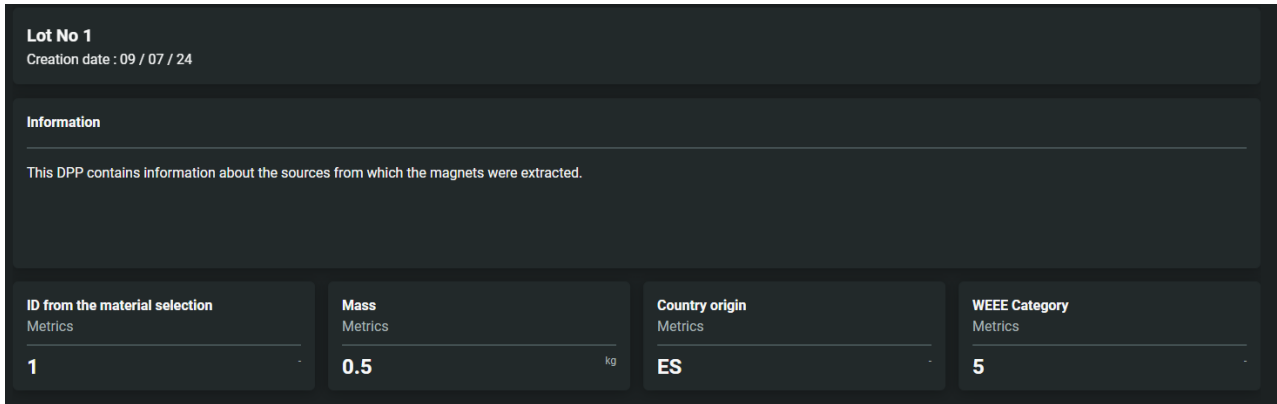 Lot No 1
Creation date : 09 / 07 / 24
Information
This DPP contains information about the sources from which the magnets were extracted.
ID from the material selection
Metrics
1 -
Mass
Metrics
0.5 kg
Country origin
Metrics
ES -
WEEE Category
Metrics
5 -